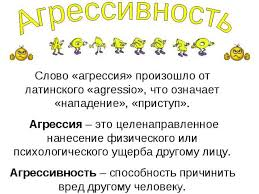 Агрессивность
Слово «агрессия» произошло от
латинского «agressio», что означает
«нападение», «приступ».
Агрессия – это целенаправленное
нанесение физического или
психологического ущерба другому лицу.
Агрессивность – способность причинить
вред другому человеку.